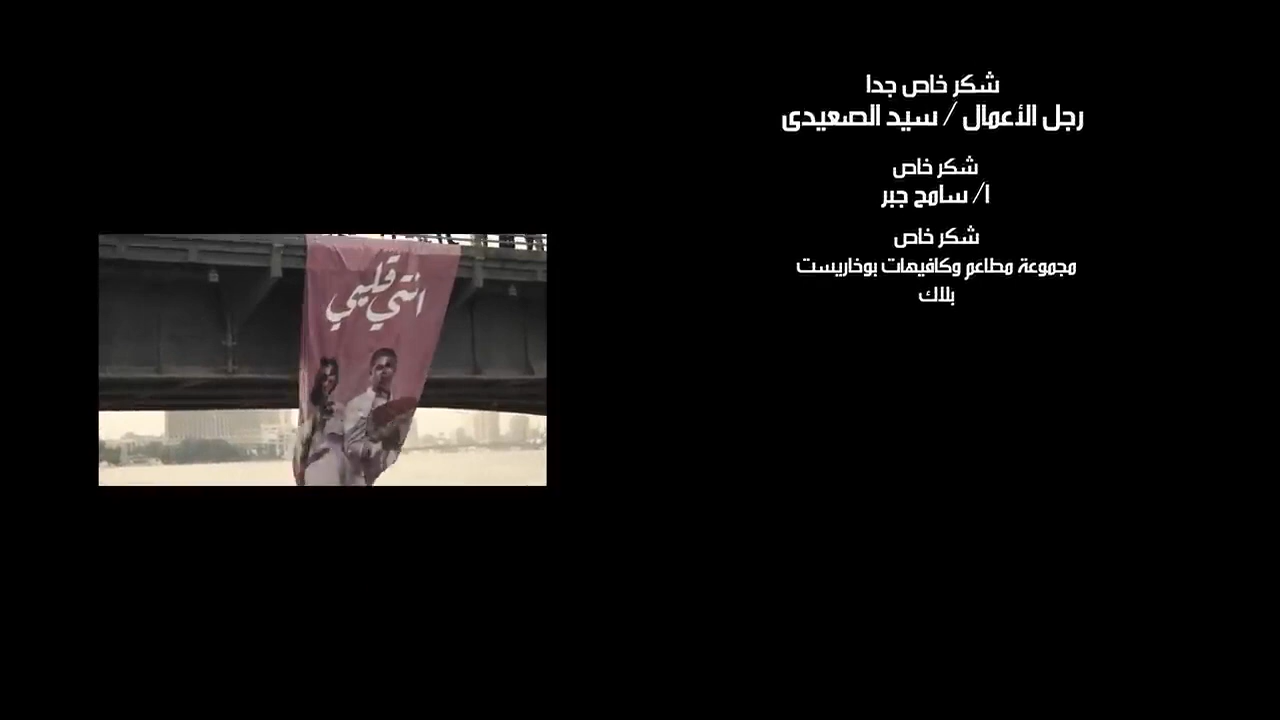 شكر خاص جدا
رجل الأعمال / سيد الصعيدى
شكر خاص
ا/ سامح جبر
شكر خاص
مجموعة مطاعم وكافيهات بوخاريست
بلاك
انتي قلبي